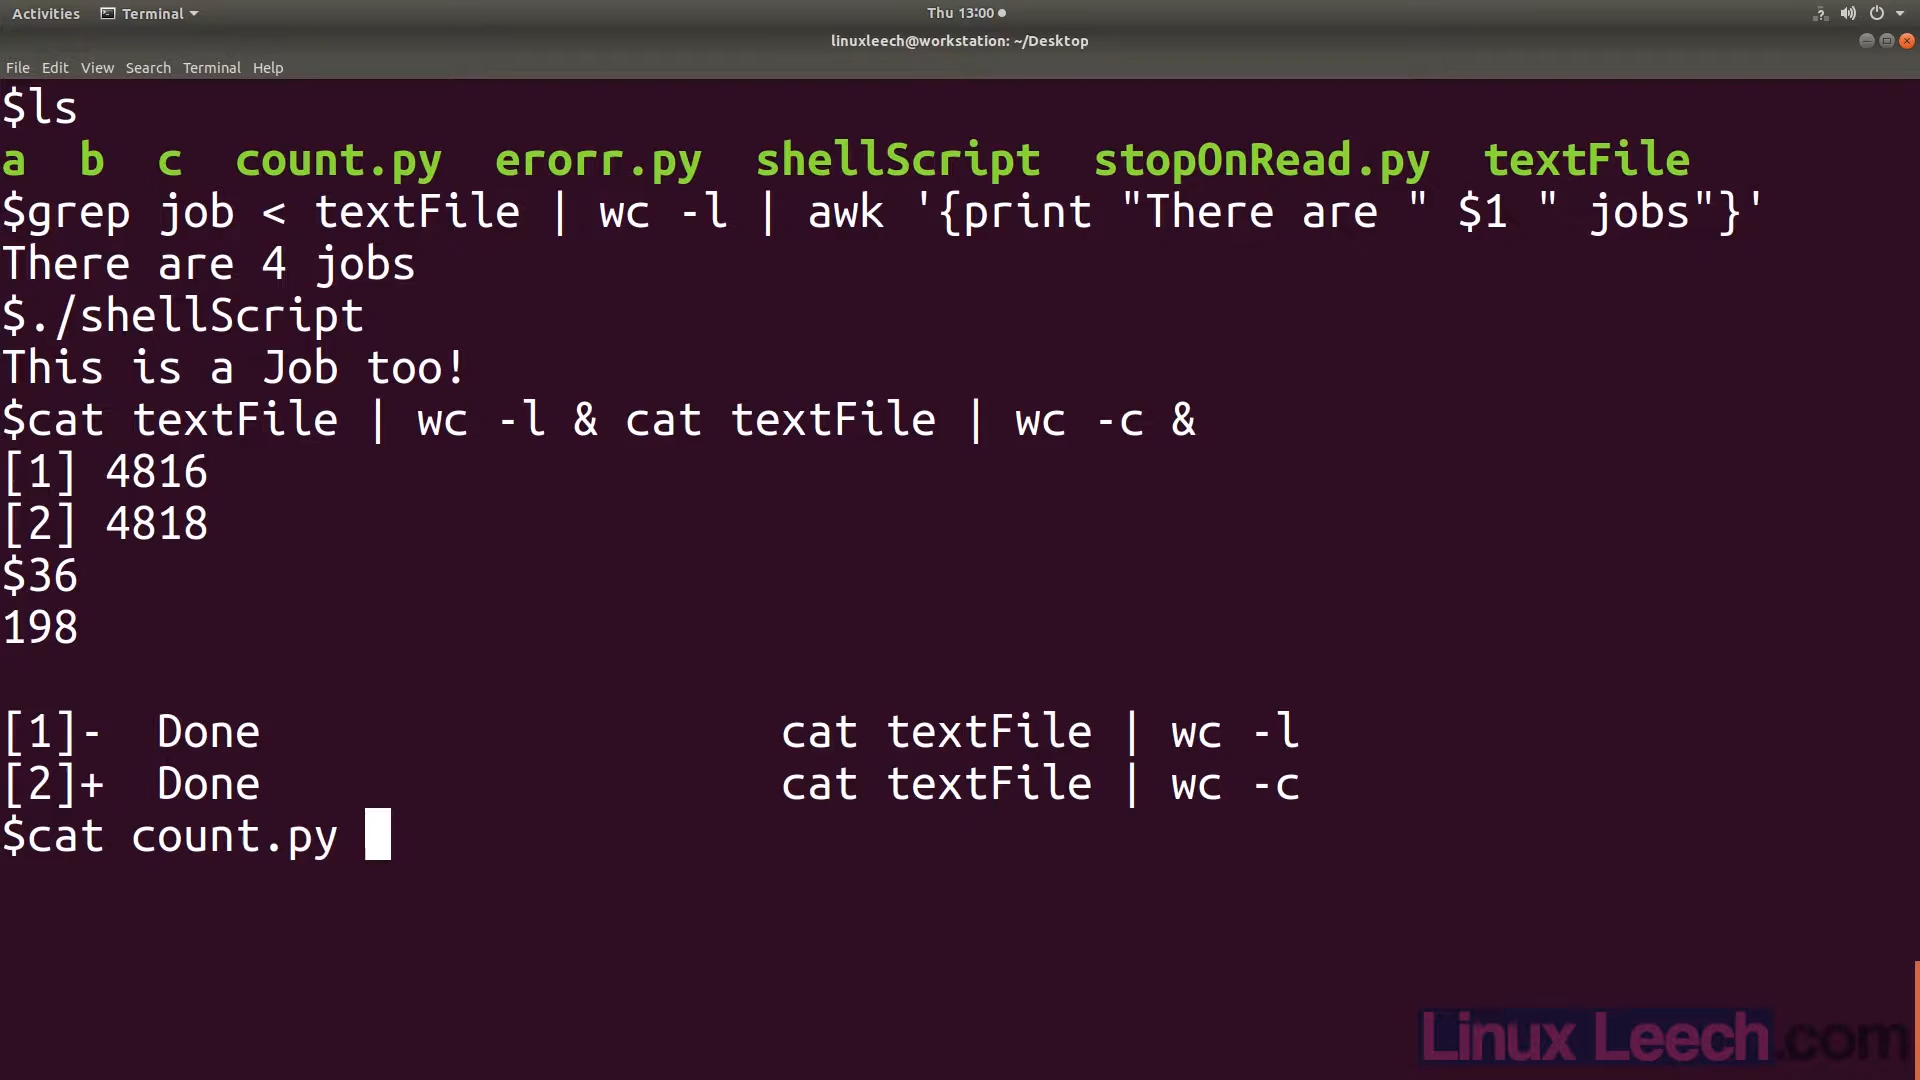 Activities Terminal Thu 13:00
linuxleech@workstation: ~/Desktop
File Edit View Search Terminal Help
$ls
a b c count.py erorr.py shellScript stopOnRead.py textFile
$grep job < textFile | wc -l | awk '{print "There are " $1 " jobs"}'
There are 4 jobs
$./shellScript
This is a Job too!
$cat textFile | wc -l & cat textFile | wc -c &
[1] 4816
[2] 4818
$36
198
[1]- Done cat textFile | wc -l
[2]+ Done cat textFile | wc -c
$cat count.py
Linux Leech.com